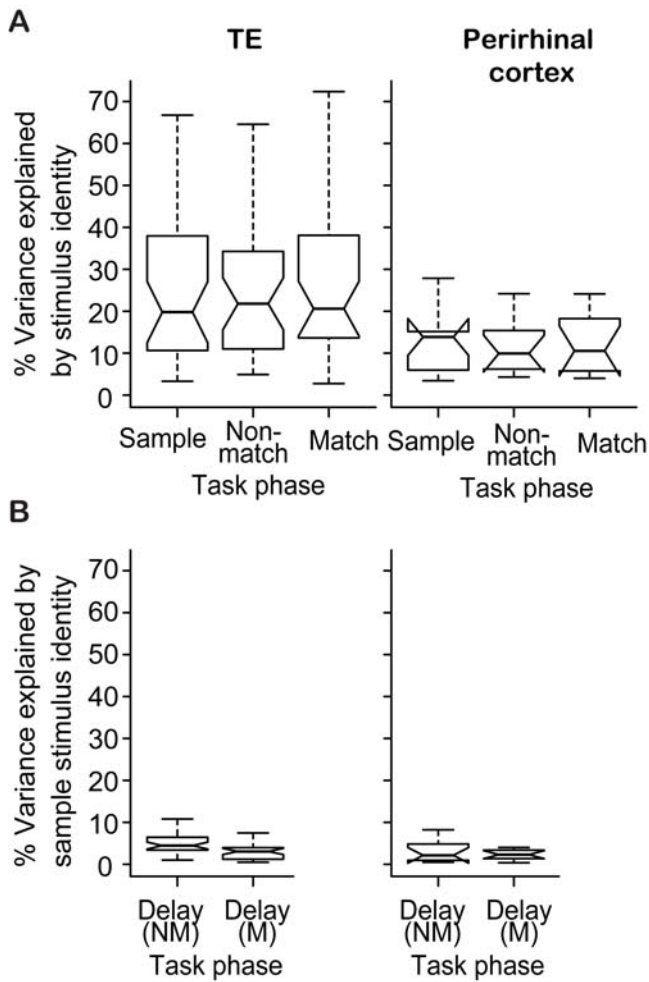 A
TE
Perirhinal
cortex
% Variance explained
by stimulus identity
70
60
50
40
30
20
10
0
Sample
Non-
match
Match
Task phase
Sample
Non-
match
Match
Task phase
B
% Variance explained by
sample stimulus identity
70
60
50
40
30
20
10
0
Delay
(NM)
Delay
(M)
Task phase
Delay
(NM)
Delay
(M)
Task phase